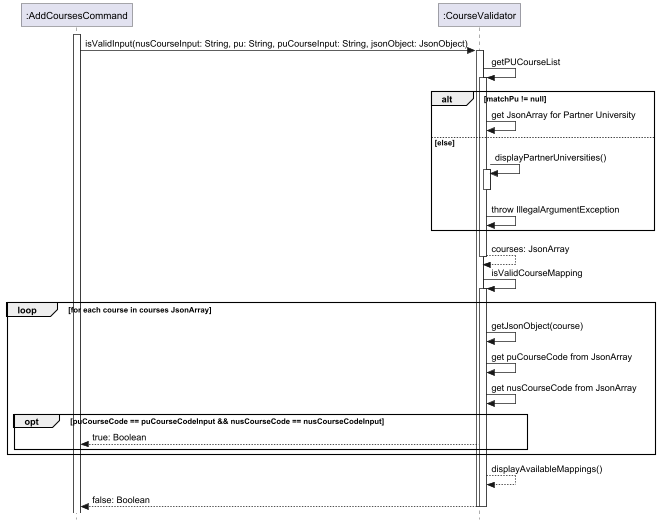 :AddCoursesCommand
:CourseValidator
isValidInput(nusCourseInput: String, pu: String, puCourseInput: String, jsonObject: JsonObject)
getPUCourseList
alt
[matchPu != null]
get JsonArray for Partner University
[else]
displayPartnerUniversities()
throw IllegalArgumentException
courses: JsonArray
isValidCourseMapping
loop
[for each course in courses JsonArray]
getJsonObject(course)
get puCourseCode from JsonArray
get nusCourseCode from JsonArray
opt
[puCourseCode == puCourseCodeInput && nusCourseCode == nusCourseCodeInput]
true: Boolean
displayAvailableMappings()
false: Boolean